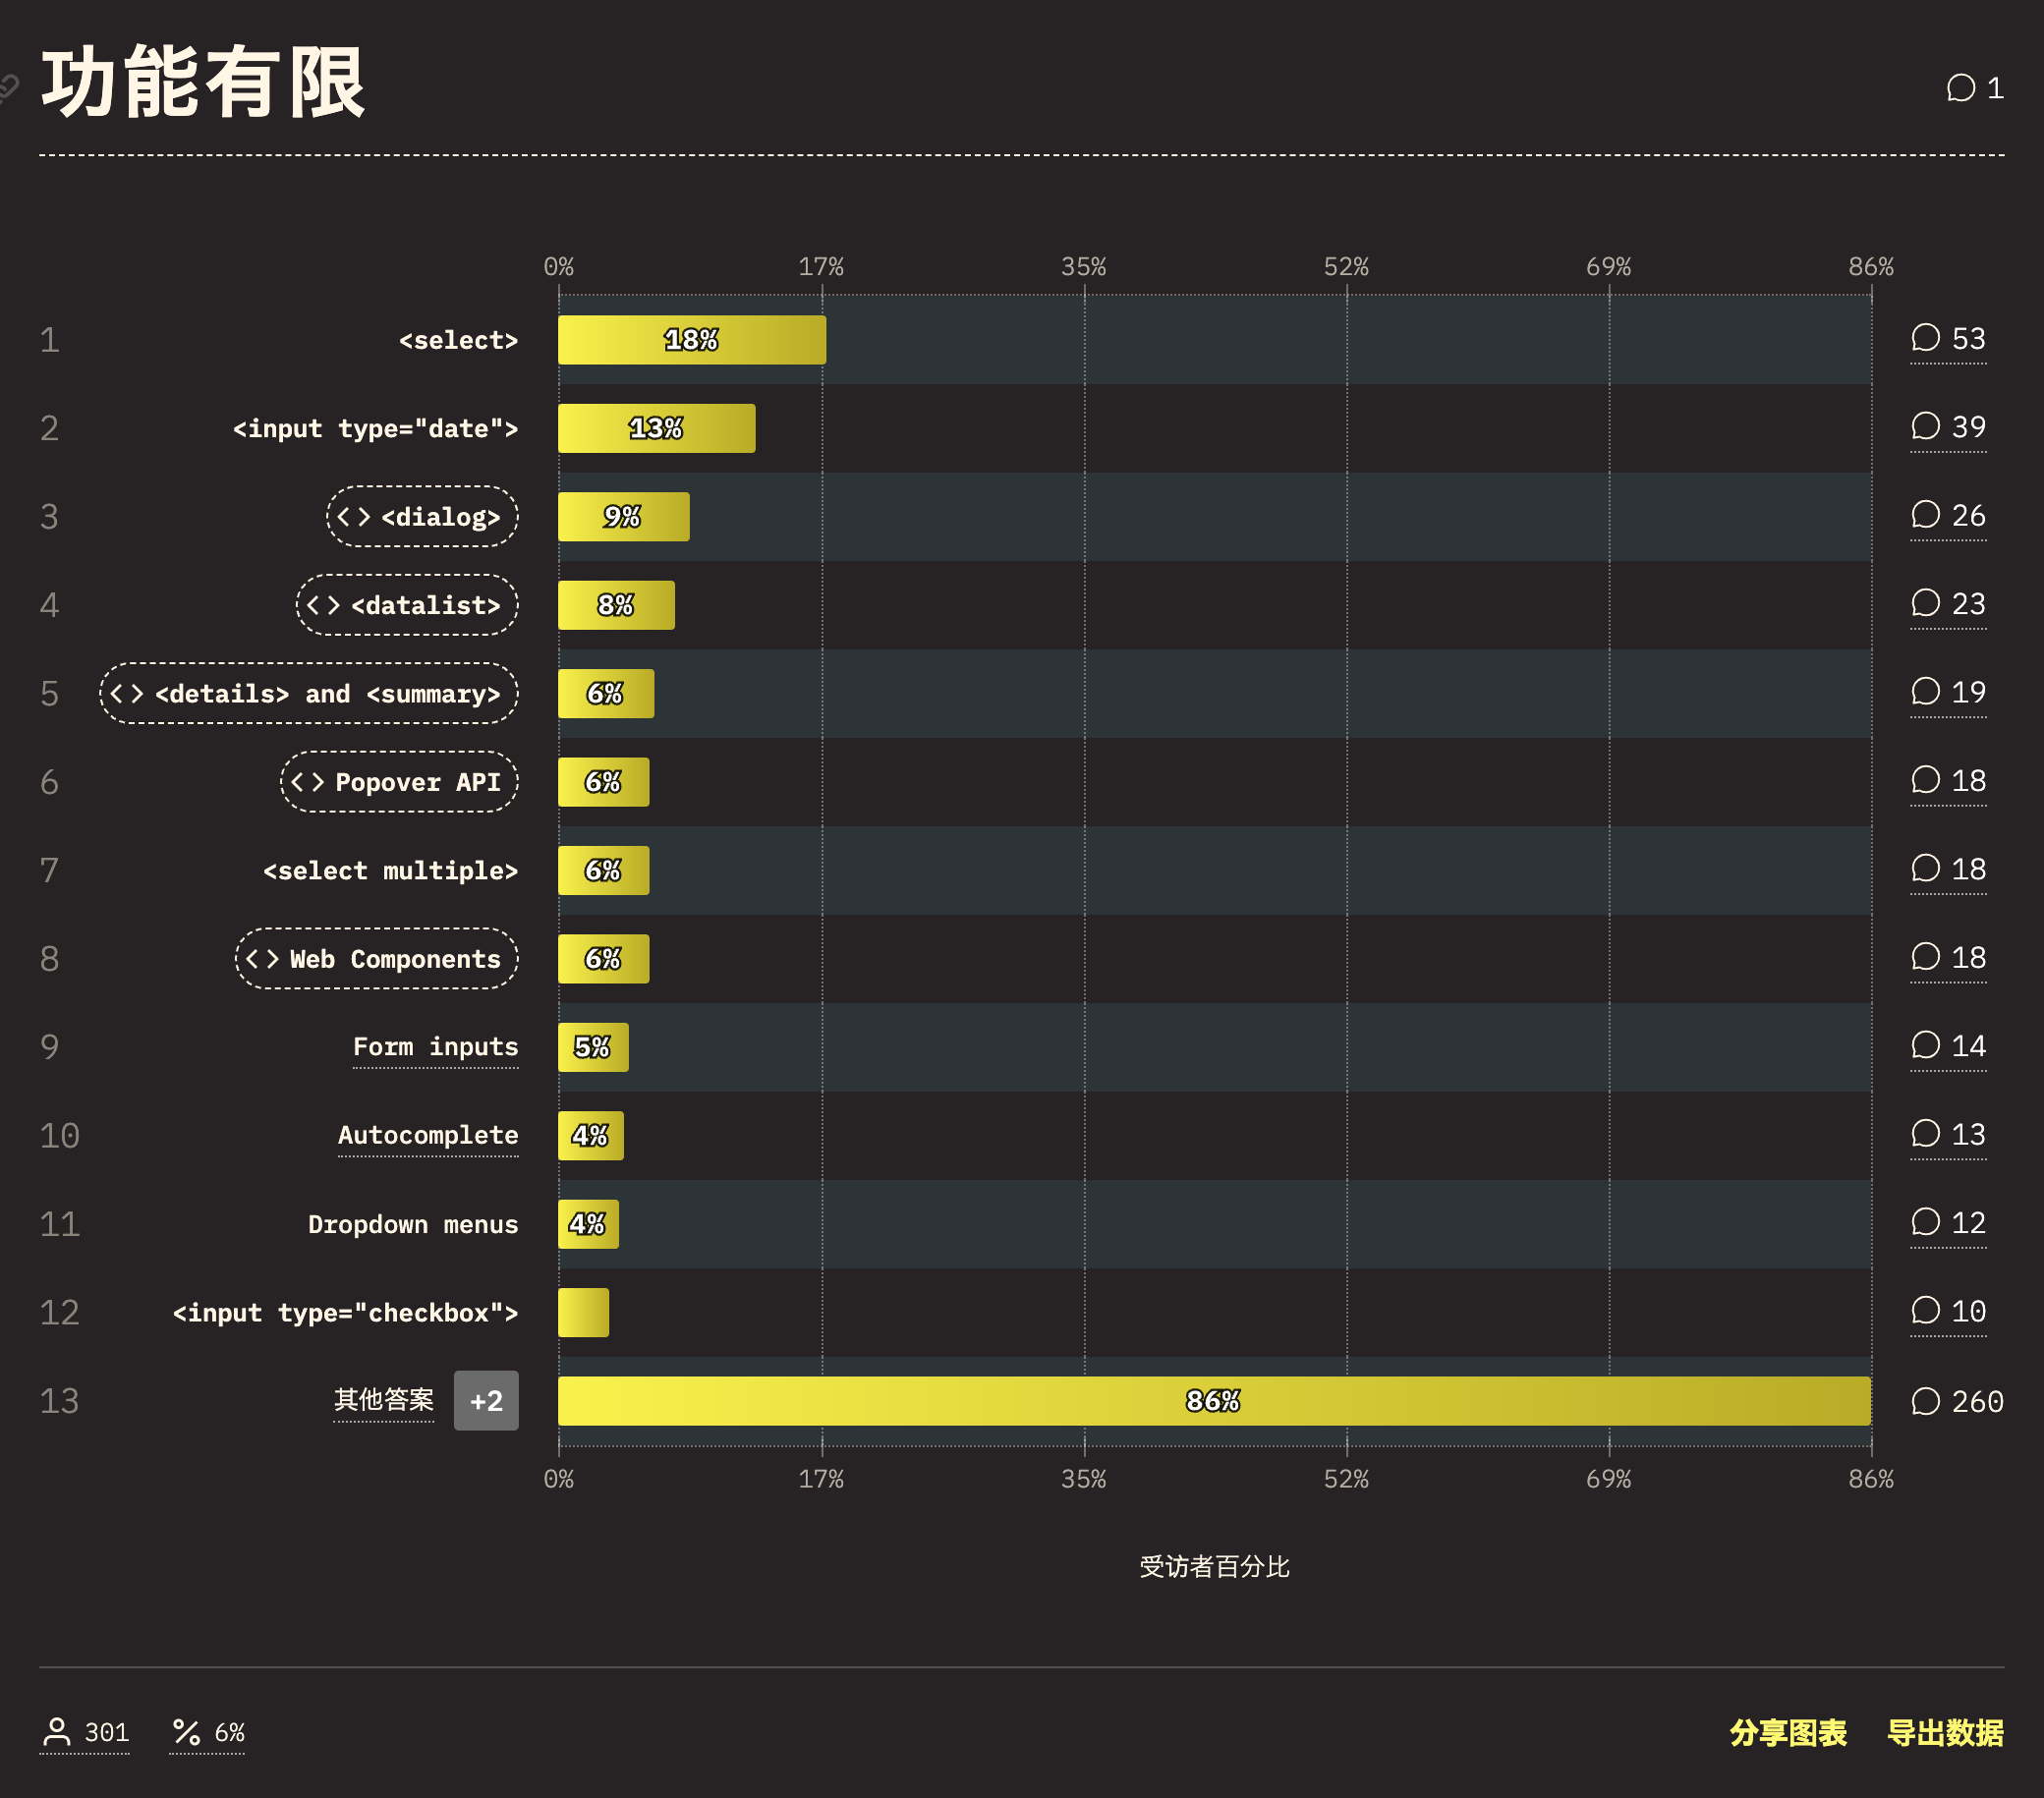 功能有限
1
0% 17% 35% 52% 69% 86%
1 <select> 18% 53
2 <input type="date"> 13% 39
3 <dialog> 9% 26
4 <datalist> 8% 23
5 <details> and <summary> 6% 19
6 Popover API 6% 18
7 <select multiple> 6% 18
8 Web Components 6% 18
9 Form inputs 5% 14
10 Autocomplete 4% 13
11 Dropdown menus 4% 12
12 <input type="checkbox"> 10
13 其他答案 +2 86% 260
0% 17% 35% 52% 69% 86%
受访者百分比
301 6% 分享图表 导出数据